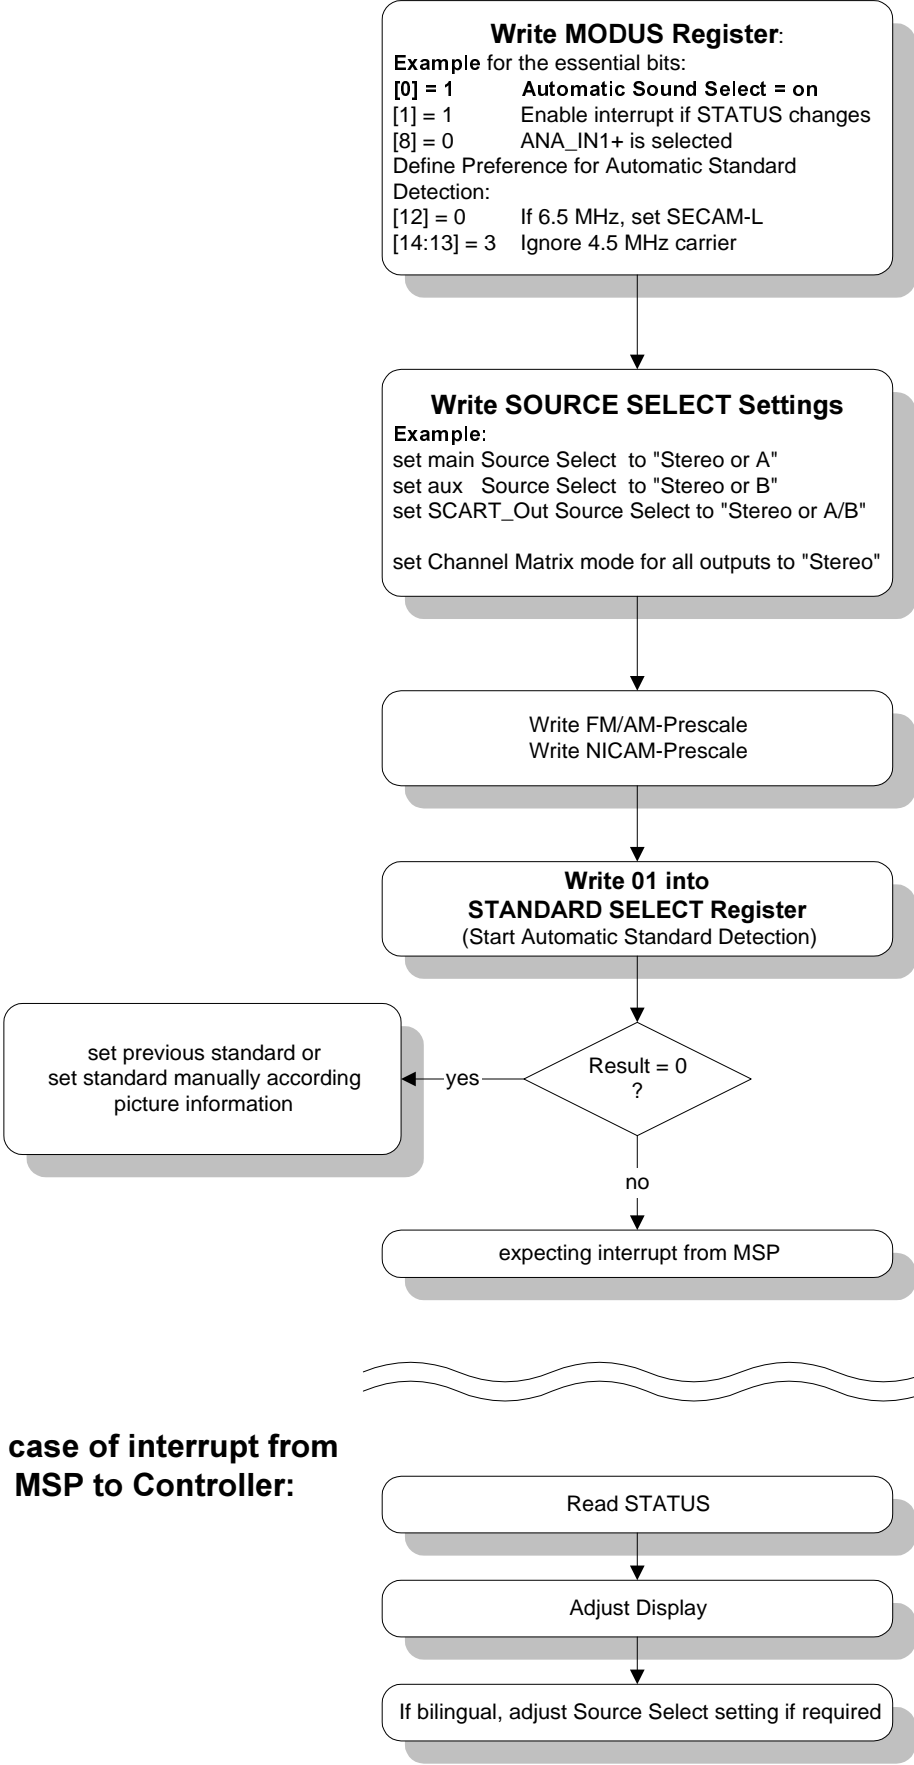 Write MODUS Register:
Example for the essential bits:
[0] = 1 Automatic Sound Select = on
[1] = 1 Enable interrupt if STATUS changes
[8] = 0 ANA_IN1+ is selected
Define Preference for Automatic Standard
Detection:
[12] = 0 If 6.5 MHz, set SECAM-L
[14:13] = 3 Ignore 4.5 MHz carrier
Write SOURCE SELECT Settings
Example:
set main Source Select to "Stereo or A"
set aux Source Select to "Stereo or B"
set SCART_Out Source Select to "Stereo or A/B"
set Channel Matrix mode for all outputs to "Stereo"
Write FM/AM-Prescale
Write NICAM-Prescale
Write 01 into
STANDARD SELECT Register
(Start Automatic Standard Detection)
set previous standard or
set standard manually according
picture information
yes
Result = 0
?
no
expecting interrupt from MSP
case of interrupt from
MSP to Controller:
Read STATUS
Adjust Display
If bilingual, adjust Source Select setting if required